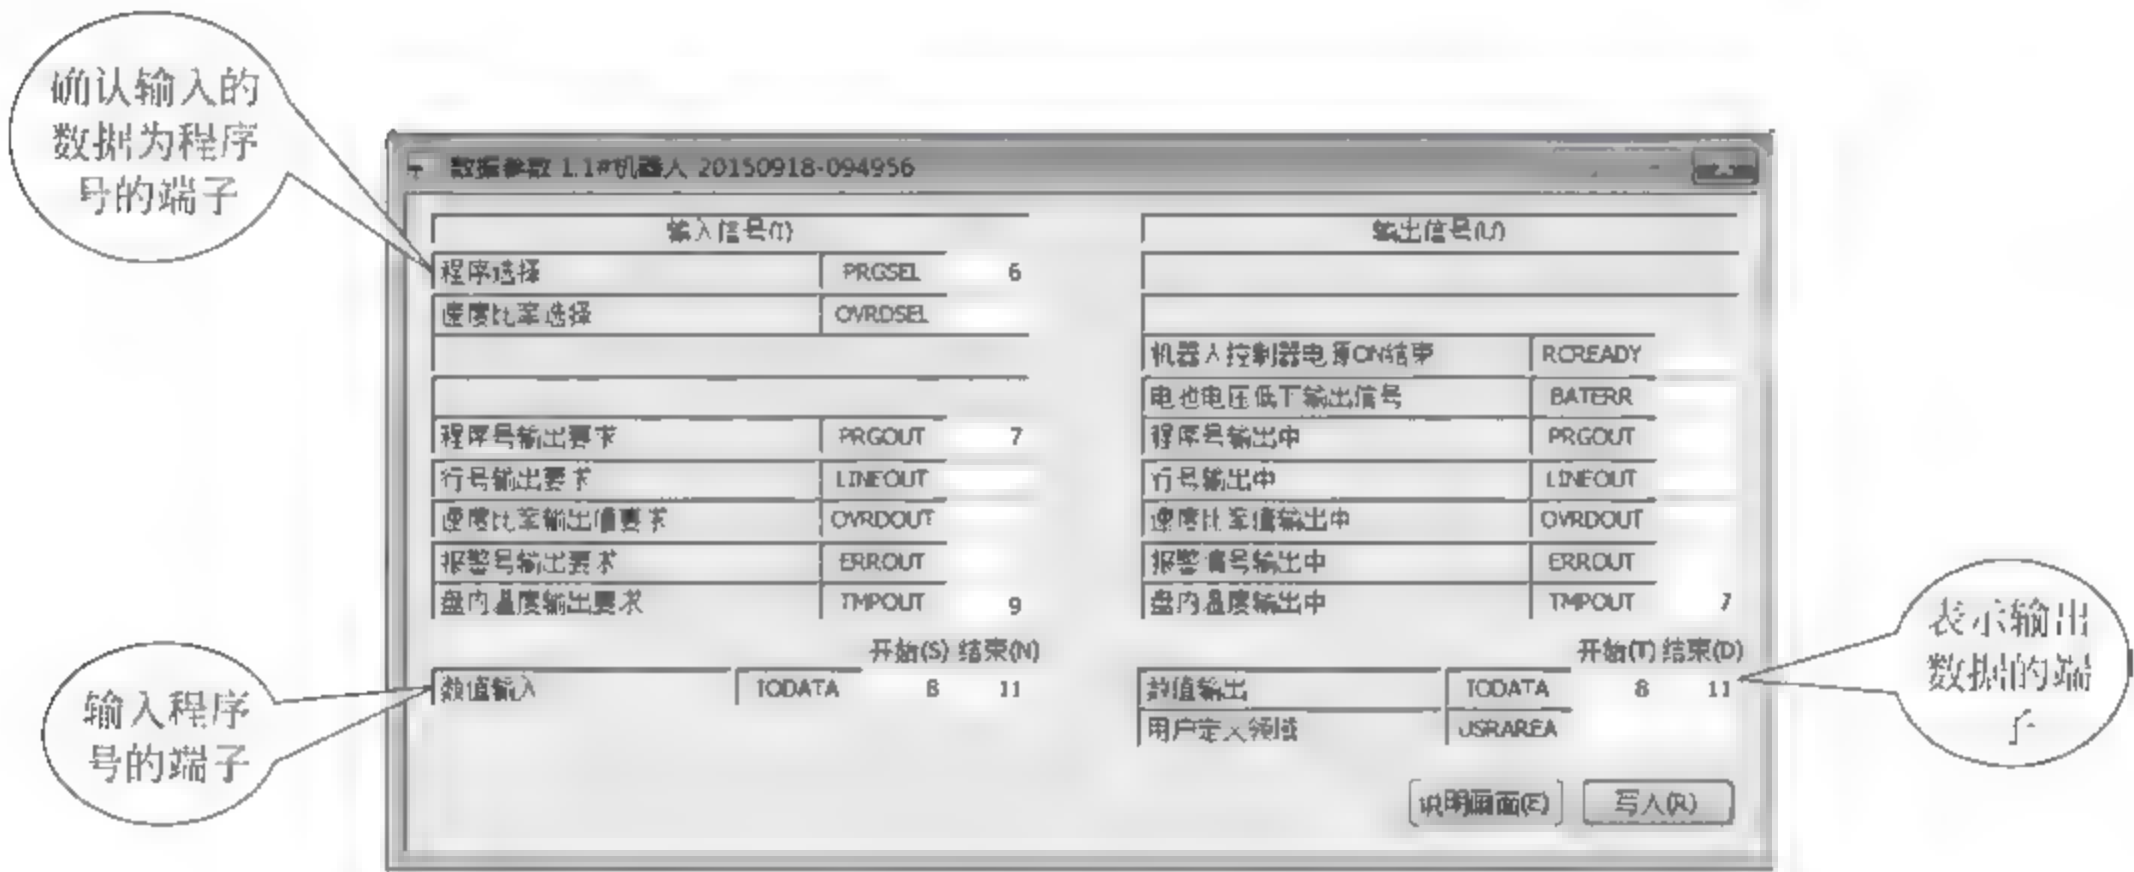 确认输入的
数据为程序
号的端子
数据参数 1.1#机器人 20150918-094956
输入信号(I)
程序选择 PRGSEL 6
速度比率选择 OVRDSEL
程序号输出要求 PRGOUT 7
行号输出要求 LINEOUT
速度比率输出值要求 OVRDOUT
报警号输出要求 ERROUT
盘内温度输出要求 TMPOUT 9
开始(S) 结束(N)
数值输入 IODATA 8 11
输出信号(U)
机器人控制器电源ON结束 RCREADY
电池电压低下输出信号 BATERR
程序号输出中 PRGOUT
行号输出中 LINEOUT
速度比率值输出中 OVRDOUT
报警信号输出中 ERROUT
盘内温度输出中 TMPOUT 7
开始(T) 结束(D)
数值输出 IODATA 8 11
用户定义领域 USRAREA
说明画面(E) 写入(R)
输入程序
号的端子
表示输出
数据的端
子